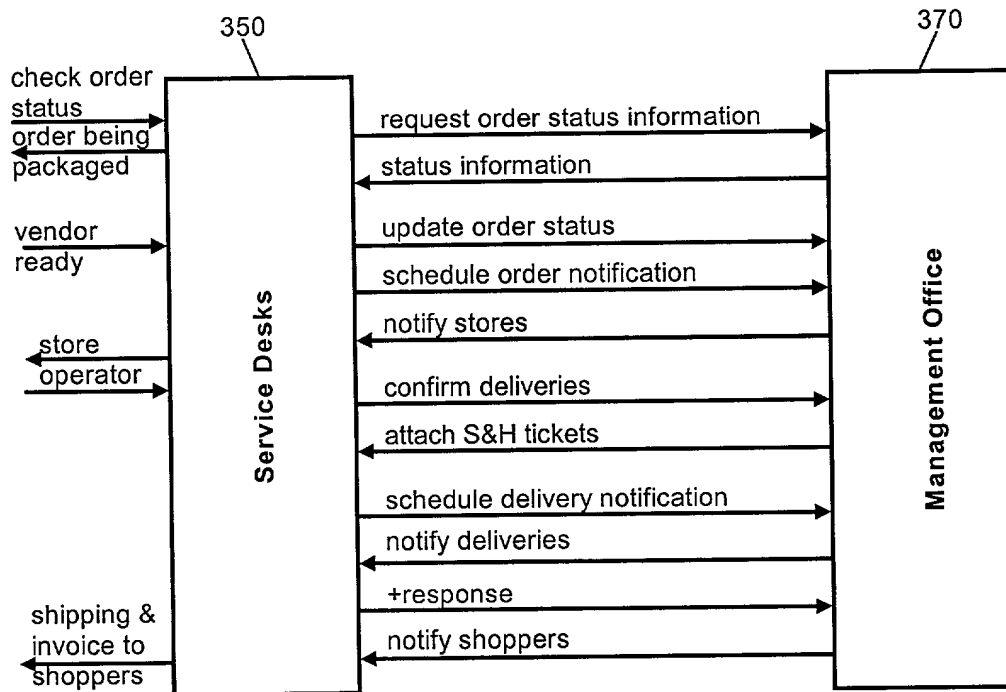 350
370
check order
status
order being
packaged
vendor
ready
store
operator
shipping &
invoice to
shoppers
Service Desks
request order status information
status information
update order status
schedule order notification
notify stores
confirm deliveries
attach S&H tickets
schedule delivery notification
notify deliveries
+response
notify shoppers
Management Office